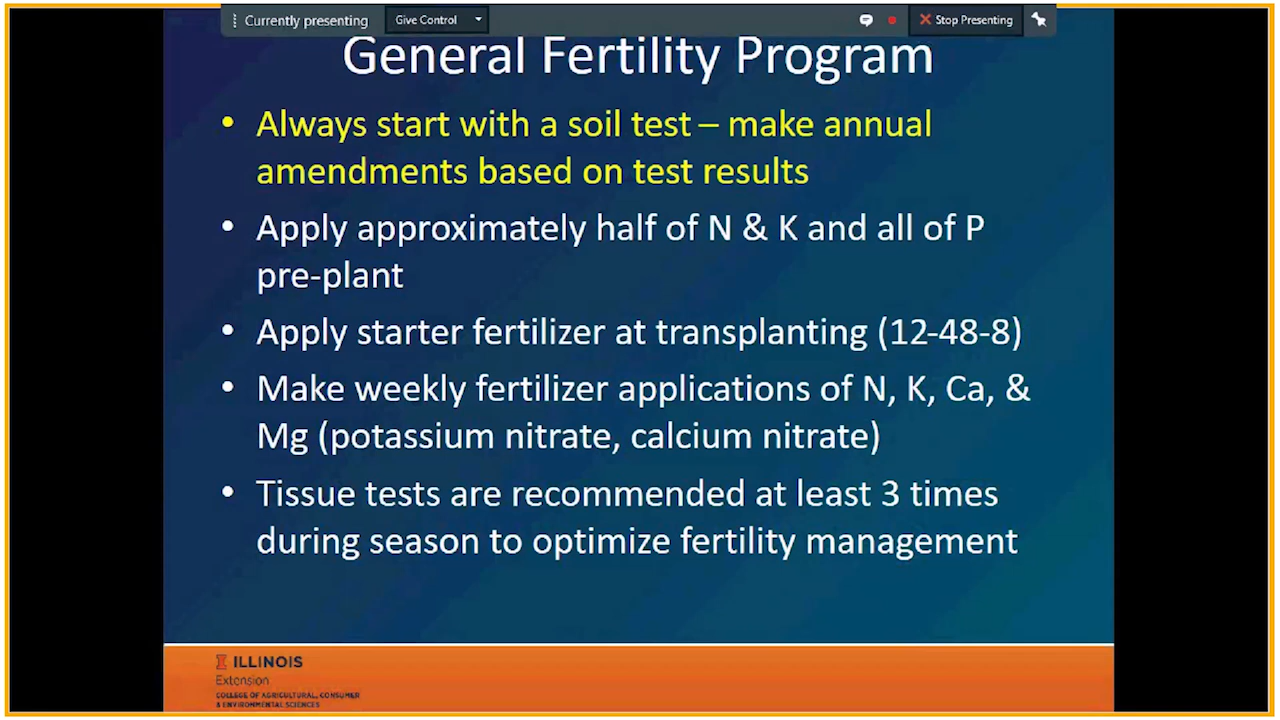 Currently presenting Give Control Stop Presenting
General Fertility Program
• Always start with a soil test – make annual
amendments based on test results
• Apply approximately half of N & K and all of P
pre-plant
• Apply starter fertilizer at transplanting (12-48-8)
• Make weekly fertilizer applications of N, K, Ca, &
Mg (potassium nitrate, calcium nitrate)
• Tissue tests are recommended at least 3 times
during season to optimize fertility management
I ILLINOIS
Extension
COLLEGE OF AGRICULTURAL, CONSUMER
& ENVIRONMENTAL SCIENCES